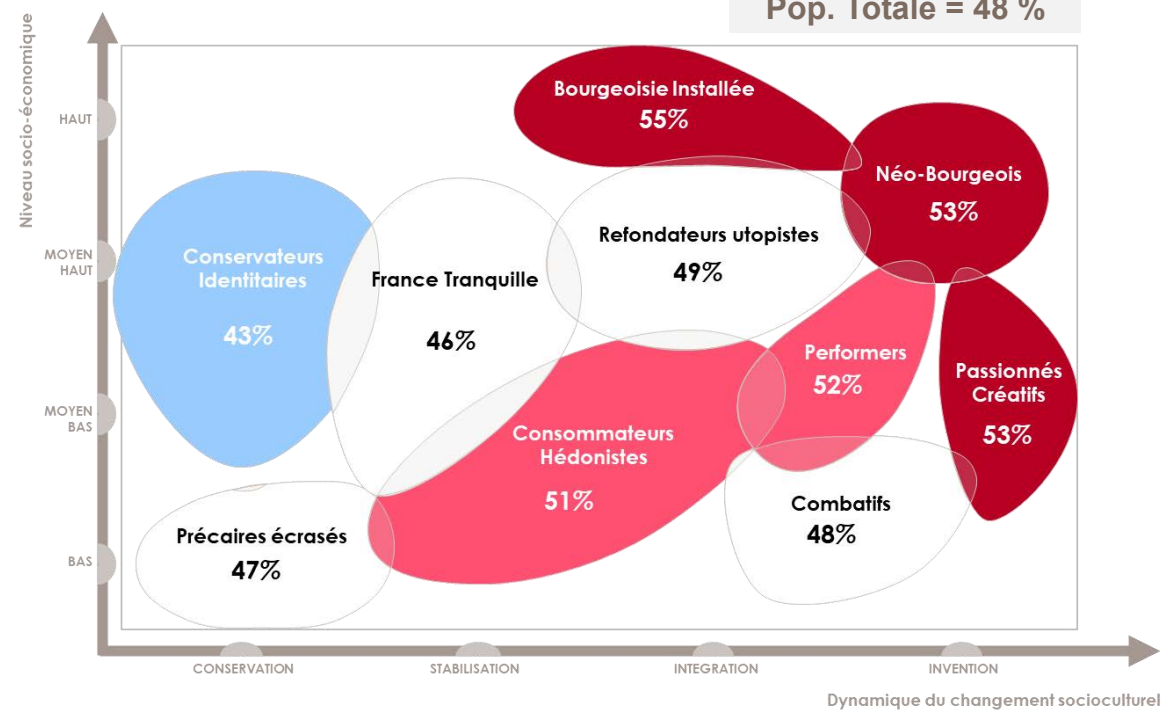 Pop. Totale = 48 %
Niveau socio-économique
HAUT
MOYEN
HAUT
MOYEN
BAS
BAS
Bourgeoisie Installée
55%
Néo-Bourgeois
53%
Refondateurs utopistes
49%
Conservateurs
Identitaires
43%
France Tranquille
46%
Performers
52%
Passionnés
Créatifs
53%
Consommateurs
Hédonistes
51%
Combatifs
48%
Précaires écrasés
47%
CONSERVATION
STABILISATION
INTEGRATION
INVENTION
Dynamique du changement socioculturel